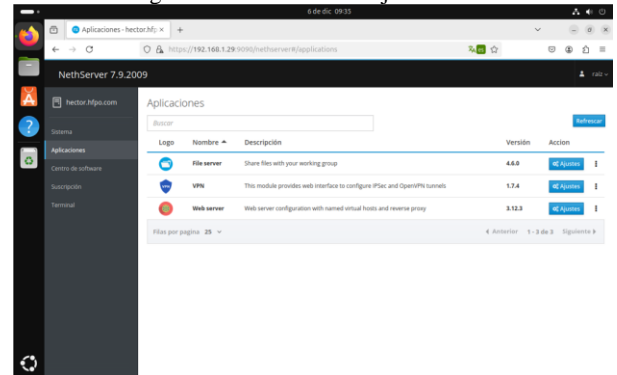 6 de dic 09:35
Aplicaciones - hector.hfp
https://192.168.1.29:9090/nethserver#/applications
NethServer 7.9.2009
raíz
hector.hfpo.com
Sistema
Aplicaciones
Centro de software
Suscripción
Terminal
Aplicaciones
Buscar
Refrescar
Logo Nombre Descripción Versión Accion
File server Share files with your working group 4.6.0 Ajustes
VPN This module provides web interface to configure IPSec and OpenVPN tunnels 1.7.4 Ajustes
Web server Web server configuration with named virtual hosts and reverse proxy 3.12.3 Ajustes
Filas por pagina 25 Anterior 1 - 3 de 3 Siguiente